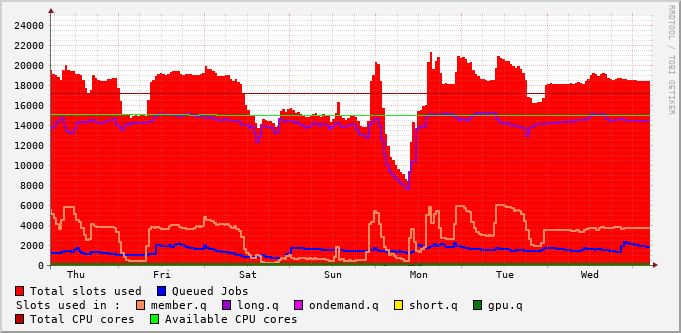 RRDTOOL / TOBI OETIKER
24000
22000
20000
18000
16000
14000
12000
10000
8000
6000
4000
2000
0
Thu Fri Sat Sun Mon Tue Wed
Total slots used Queued Jobs
Slots used in : member.q long.q ondemand.q short.q gpu.q
Total CPU cores Available CPU cores